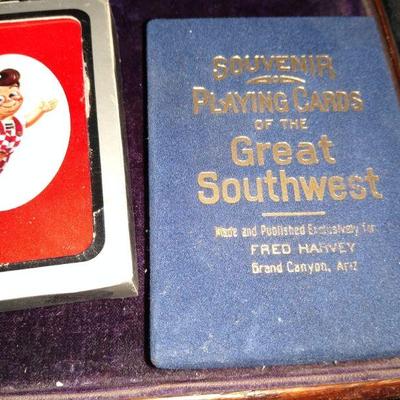 SOUVENIR
PLAYING CARDS
OF THE
Great
Southwest
Made and Published Exclusively for
FRED HARVEY
Grand Canyon, Ariz